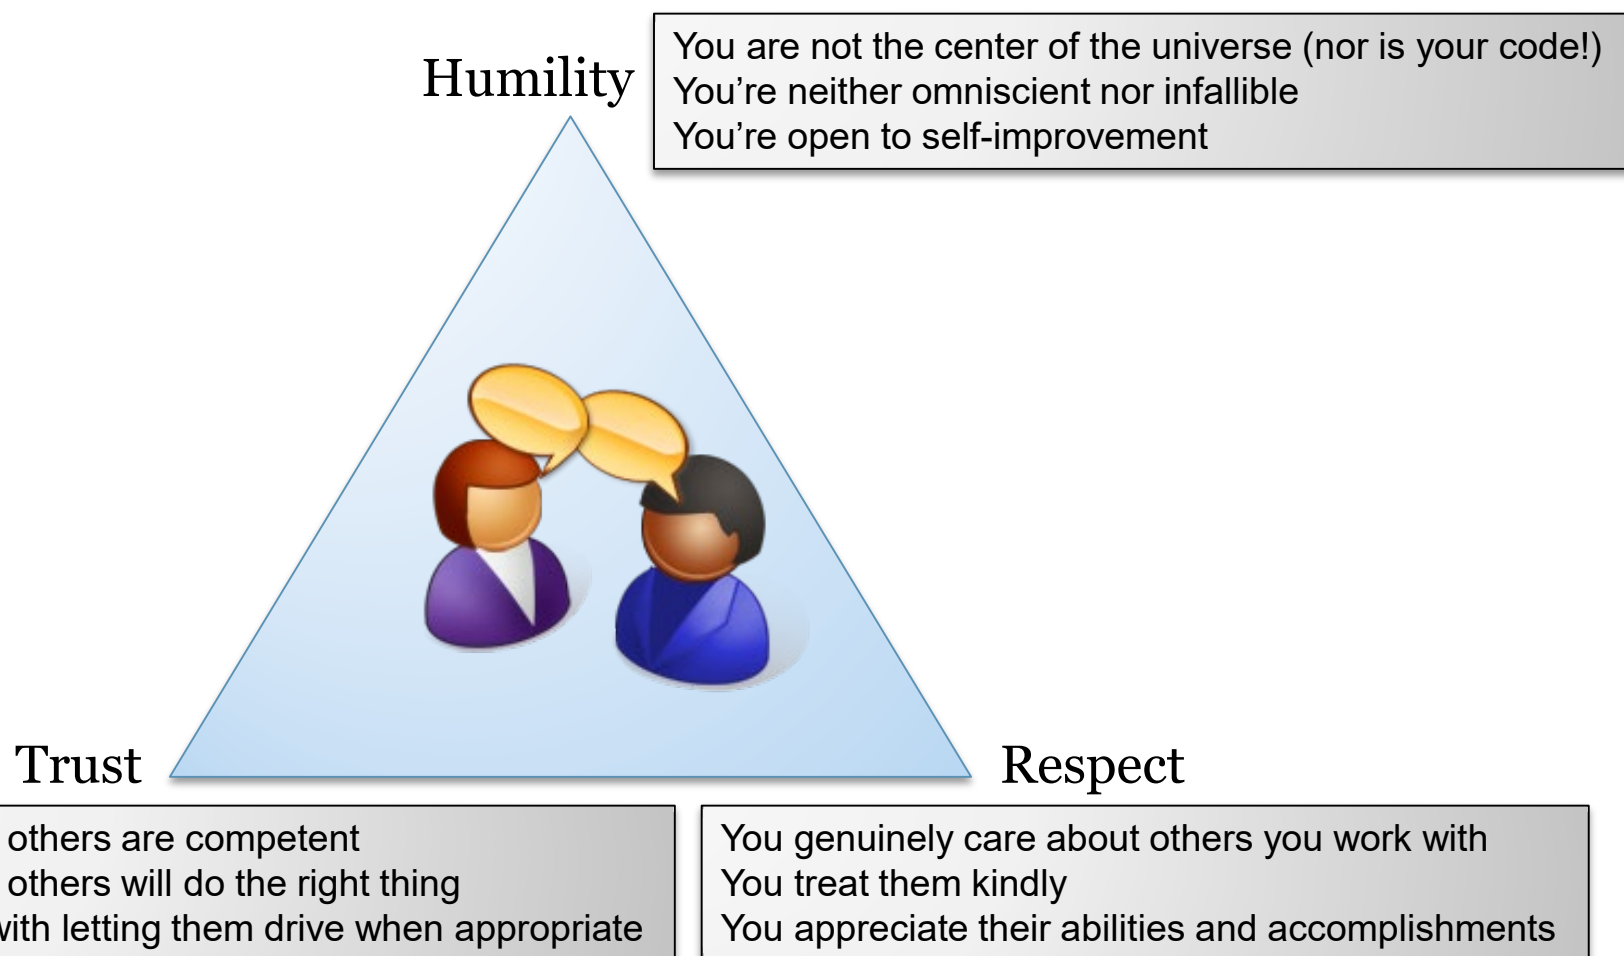 Humility
You are not the center of the universe (nor is your code!)
You’re neither omniscient nor infallible
You’re open to self-improvement
Trust
others are competent
others will do the right thing
with letting them drive when appropriate
Respect
You genuinely care about others you work with
You treat them kindly
You appreciate their abilities and accomplishments